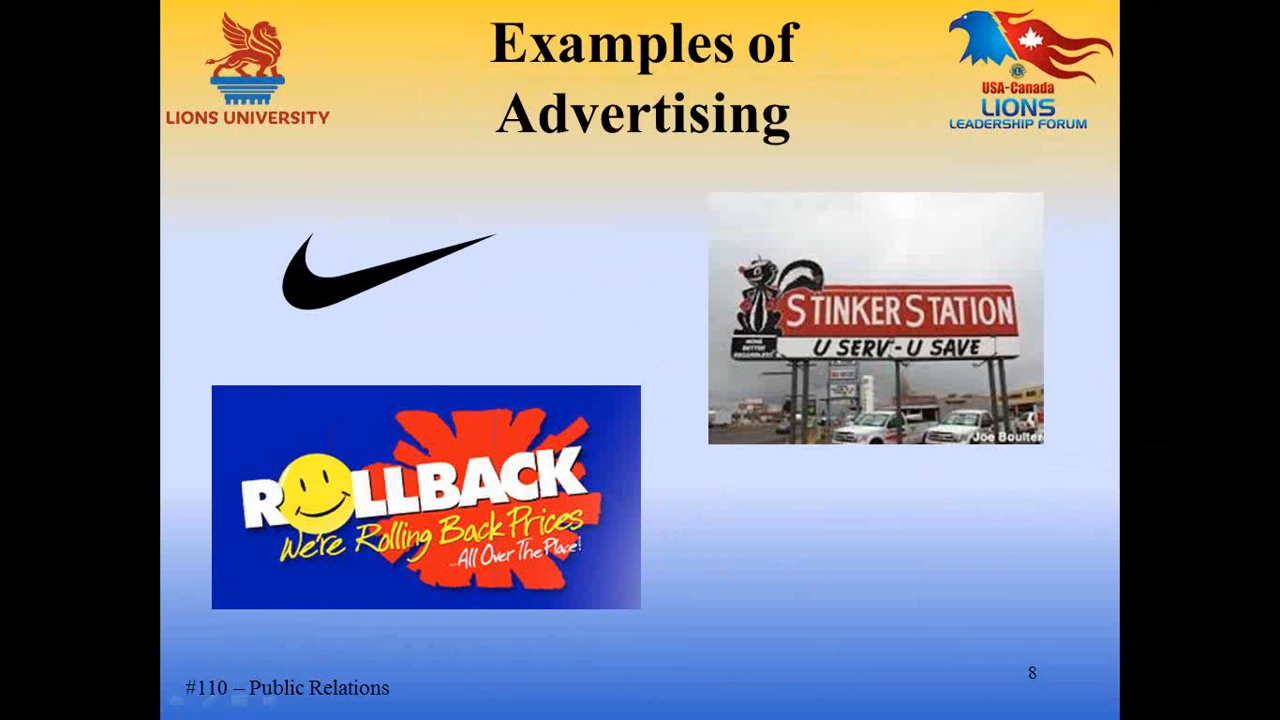 Examples of
Advertising
LIONS UNIVERSITY
USA-Canada
LIONS
LEADERSHIP FORUM
STINKER STATION
U SERV - U SAVE
Joe Boulter
ROLLBACK
We're Rolling Back Prices
...All Over The Place!
#110 – Public Relations
8